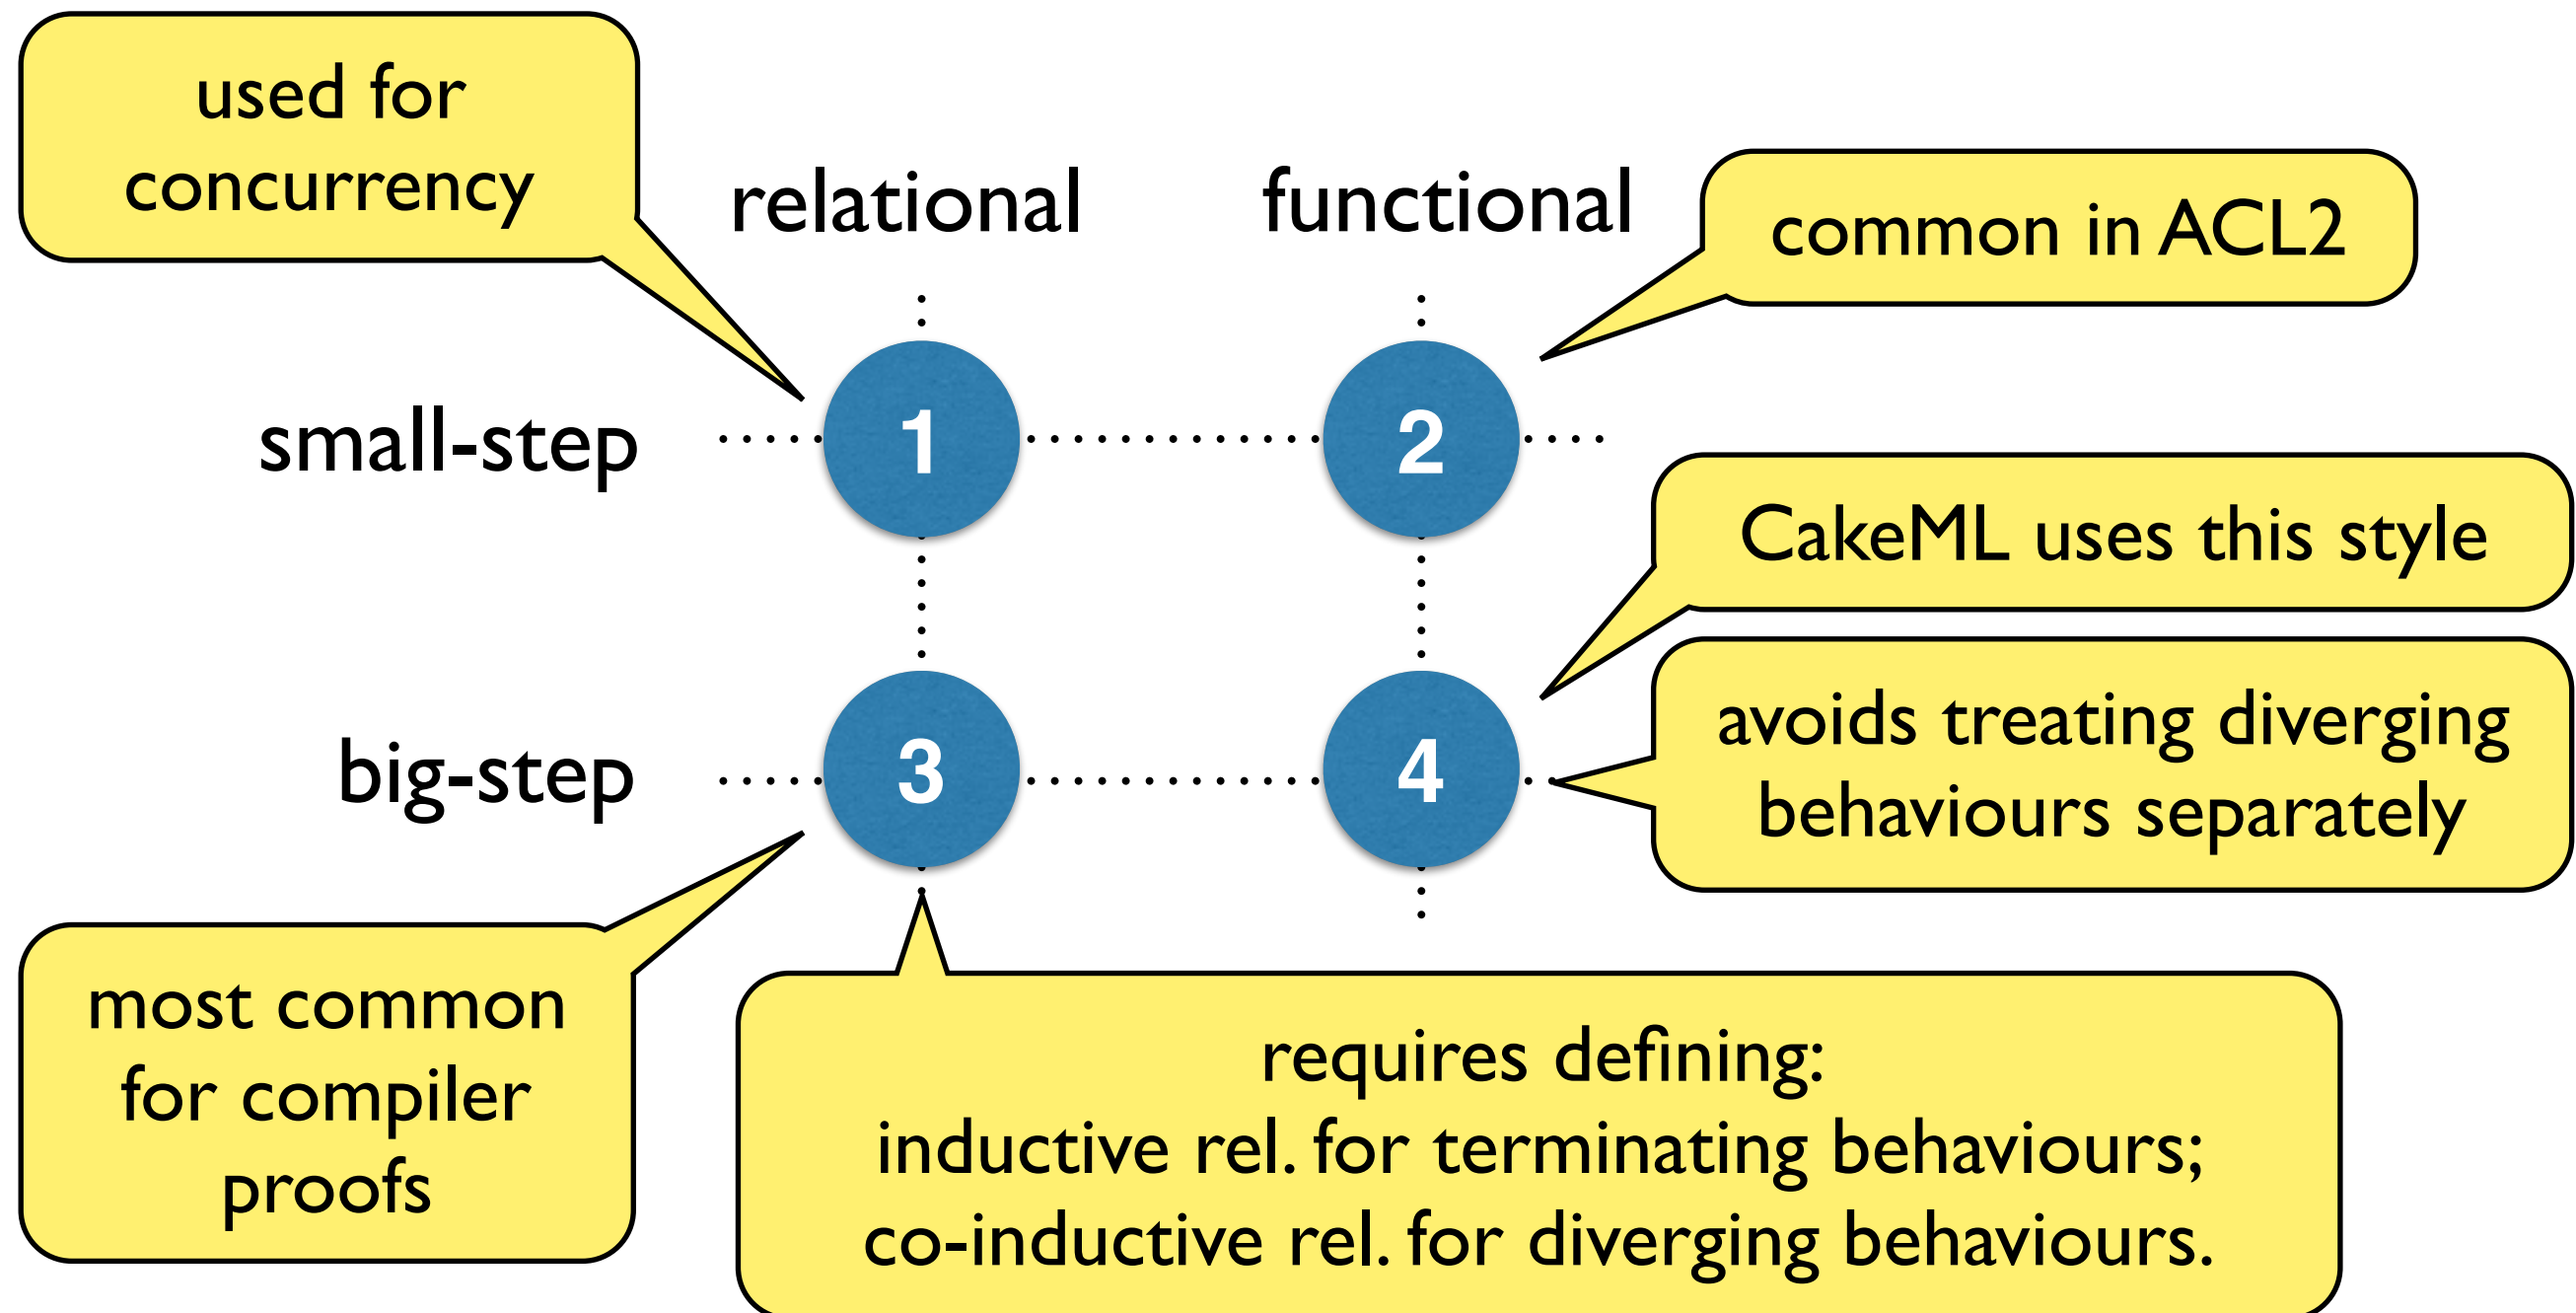 used for
concurrency
relational
functional
common in ACL2
small-step
1
2
CakeML uses this style
avoids treating diverging
behaviours separately
big-step
3
4
most common
for compiler
proofs
requires defining:
inductive rel. for terminating behaviours;
co-inductive rel. for diverging behaviours.